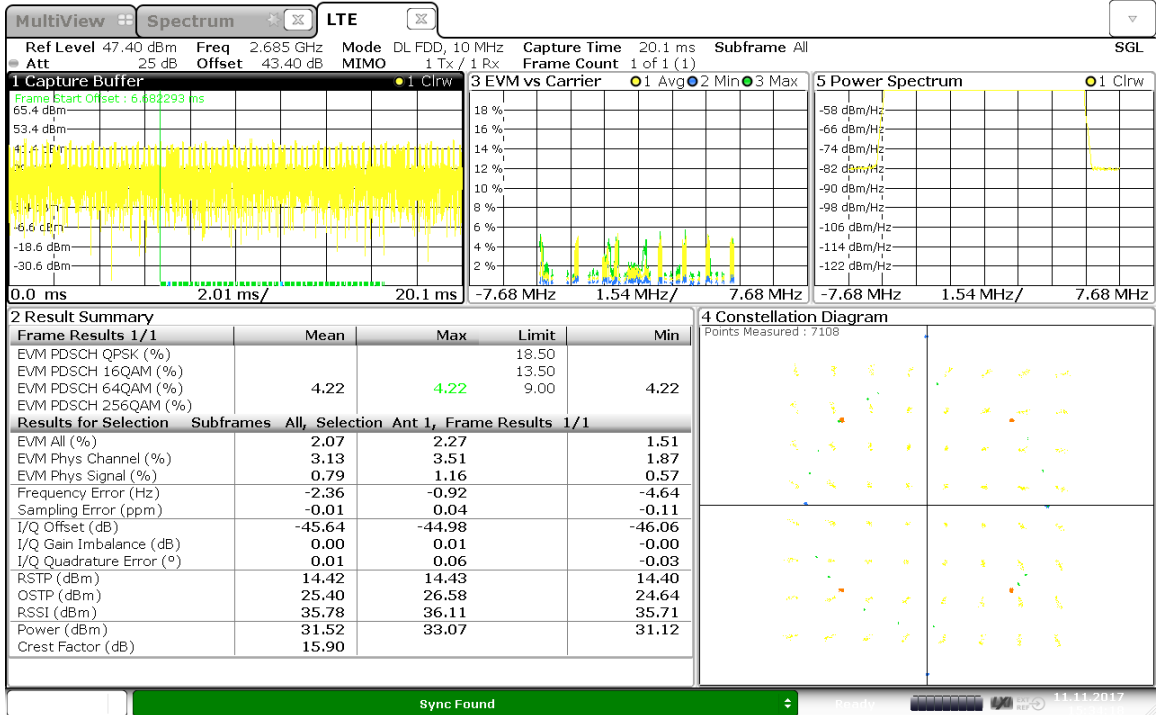 MultiView Spectrum LTE
Ref Level 47.40 dBm Freq 2.685 GHz Mode DL FDD, 10 MHz Capture Time 20.1 ms Subframe All SGL
Att 25 dB Offset 43.40 dB MIMO 1 Tx / 1 Rx Frame Count 1 of 1 (1)
1 Capture Buffer 1 Clrw
Frame Start Offset : 6.682293 ms
65.4 dBm
53.4 dBm
-6.6 dBm
-18.6 dBm
-30.6 dBm
0.0 ms 2.01 ms/ 20.1 ms
3 EVM vs Carrier 1 Avg 2 Min 3 Max
18 %
16 %
14 %
12 %
10 %
8 %
6 %
4 %
2 %
-7.68 MHz 1.54 MHz/ 7.68 MHz
5 Power Spectrum 1 Clrw
-58 dBm/Hz
-66 dBm/Hz
-74 dBm/Hz
-82 dBm/Hz
-90 dBm/Hz
-98 dBm/Hz
-106 dBm/Hz
-114 dBm/Hz
-122 dBm/Hz
-7.68 MHz 1.54 MHz/ 7.68 MHz
2 Result Summary
Frame Results 1/1 Mean Max Limit Min
EVM PDSCH QPSK (%) 18.50
EVM PDSCH 16QAM (%) 13.50
EVM PDSCH 64QAM (%) 4.22 4.22 9.00 4.22
EVM PDSCH 256QAM (%)
Results for Selection Subframes All, Selection Ant 1, Frame Results 1/1
EVM All (%) 2.07 2.27 1.51
EVM Phys Channel (%) 3.13 3.51 1.87
EVM Phys Signal (%) 0.79 1.16 0.57
Frequency Error (Hz) -2.36 -0.92 -4.64
Sampling Error (ppm) -0.01 0.04 -0.11
I/Q Offset (dB) -45.64 -44.98 -46.06
I/Q Gain Imbalance (dB) 0.00 0.01 -0.00
I/Q Quadrature Error (º) 0.01 0.06 -0.03
RSTP (dBm) 14.42 14.43 14.40
OSTP (dBm) 25.40 26.58 24.64
RSSI (dBm) 35.78 36.11 35.71
Power (dBm) 31.52 33.07 31.12
Crest Factor (dB) 15.90
4 Constellation Diagram
Points Measured : 7108
Sync Found
Ready
LXI
EXT REF
11.11.2017